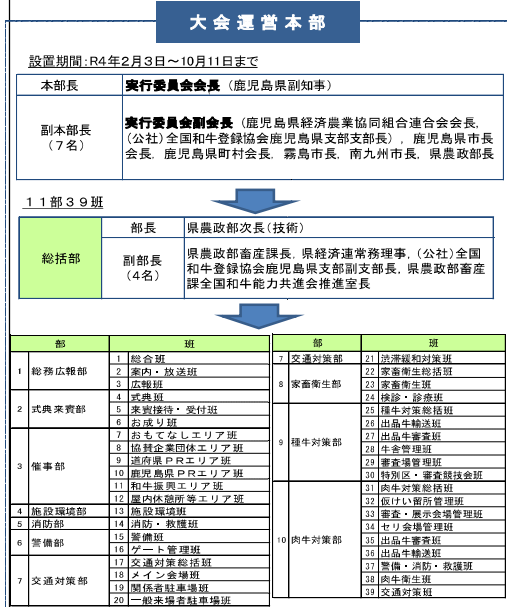 大会運営本部
設置期間：R4年2月3日～10月11日まで
本部長
実行委員会会長（鹿児島県副知事）
副本部長
（７名）
実行委員会副会長（鹿児島県経済農業協同組合連合会会長，
（公社）全国和牛登録協会鹿児島県支部支部長），鹿児島県市長
会長，鹿児島県町村会長，霧島市長，南九州市長，県農政部長
１１部３９班
総括部
部長
県農政部次長（技術）
副部長
（４名）
県農政部畜産課長，県経済連常務理事，（公社）全国
和牛登録協会鹿児島県支部副支部長，県農政部畜産
課全国和牛能力共進会推進室長
部 班
1 総務広報部
1 総合班
2 案内・放送班
3 広報班
2 式典来賓部
4 式典班
5 来賓接待・受付班
6 お成り班
3 催事部
7 おもてなしエリア班
8 協賛企業団体エリア班
9 道府県ＰＲエリア班
10 鹿児島県ＰＲエリア班
11 和牛振興エリア班
12 屋内休憩所等エリア班
4 施設環境部 13 施設環境班
5 消防部 14 消防・救護班
6 警備部
15 警備班
16 ゲート管理班
7 交通対策部
17 交通対策総括班
18 メイン会場班
19 関係者駐車場班
20 一般来場者駐車場班
部 班
7 交通対策部 21 渋滞緩和対策班
8 家畜衛生部
22 家畜衛生総括班
23 家畜衛生班
24 検診・診療班
9 種牛対策部
25 種牛対策総括班
26 出品牛輸送班
27 出品牛審査班
28 牛舎管理班
29 審査場管理班
30 特別区・審査競技会班
10 肉牛対策部
31 肉牛対策総括班
32 仮けい留所管理班
33 審査・展示会場管理班
34 セリ会場管理班
35 出品牛審査班
36 出品牛輸送班
37 警備・消防・救護班
38 肉牛衛生班
39 交通対策班